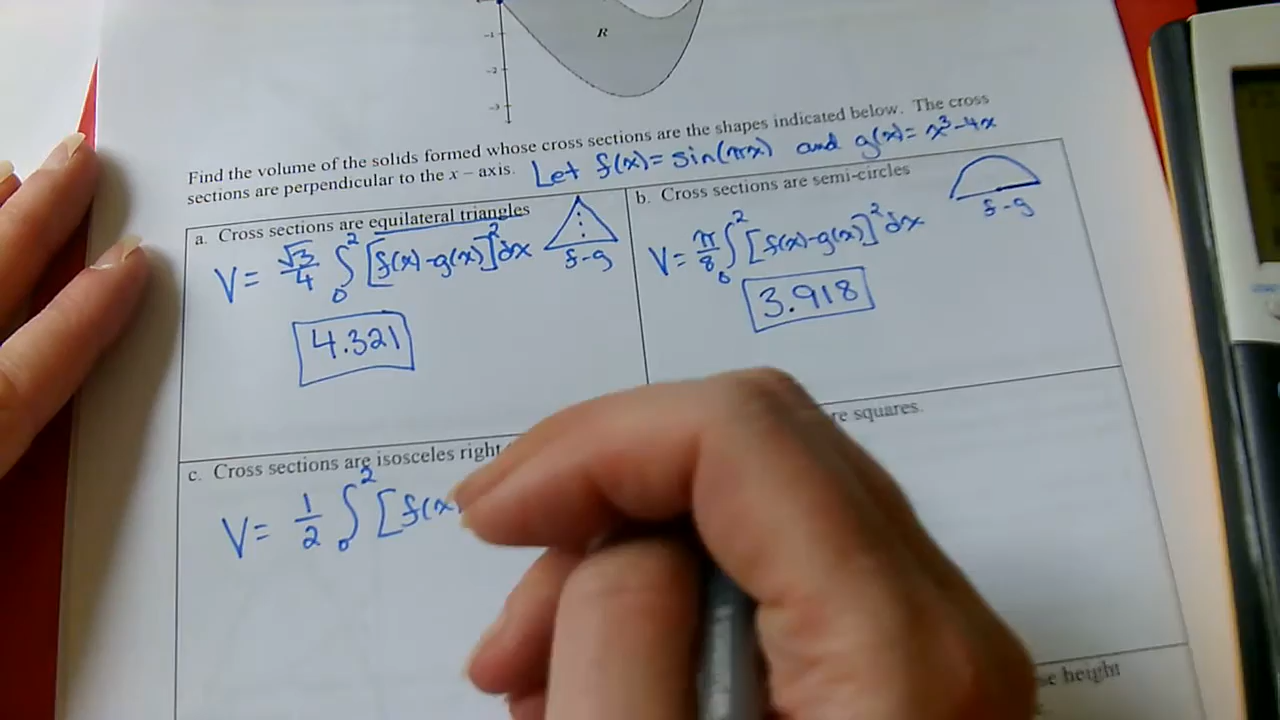 -1
R
-2
-3
Find the volume of the solids formed whose cross sections are the shapes indicated below. The cross
sections are perpendicular to the x – axis. Let f(x) = sin(πx) and g(x) = x³-4x
a. Cross sections are equilateral triangles
V = √3/4 ∫₀² [f(x)-g(x)]² dx
f-g
4.321
b. Cross sections are semi-circles
V = π/8 ∫₀² [f(x)-g(x)]² dx
f-g
3.918
c. Cross sections are isosceles right
V = 1/2 ∫₀² [f(x)
squares.
height